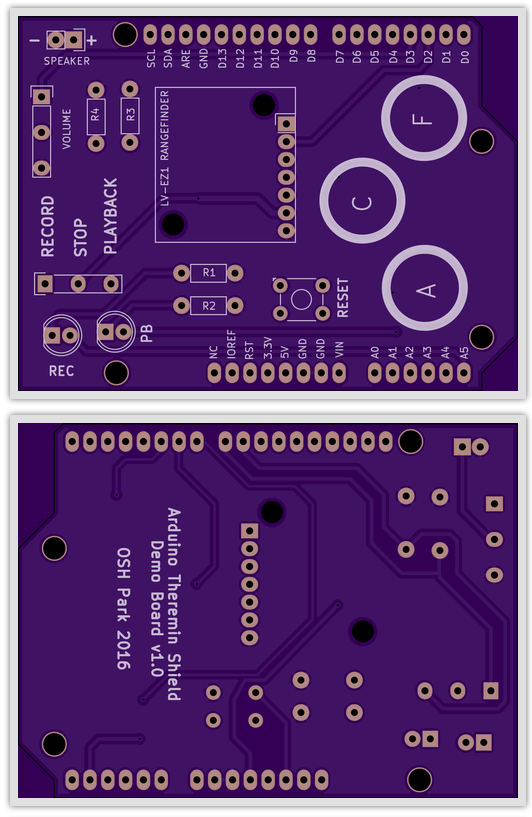 - +
SPEAKER
SCL SDA ARE GND D13 D12 D11 D10 D9 D8 D7 D6 D5 D4 D3 D2 D1 D0
VOLUME
R4
R3
LV-EZ1 RANGEFINDER
F
C
A
RECORD
STOP
PLAYBACK
R1
R2
RESET
PB
REC
NC IOREF RST 3.3V 5V GND GND VIN A0 A1 A2 A3 A4 A5
Arduino Theremin Shield
Demo Board v1.0
OSH Park 2016